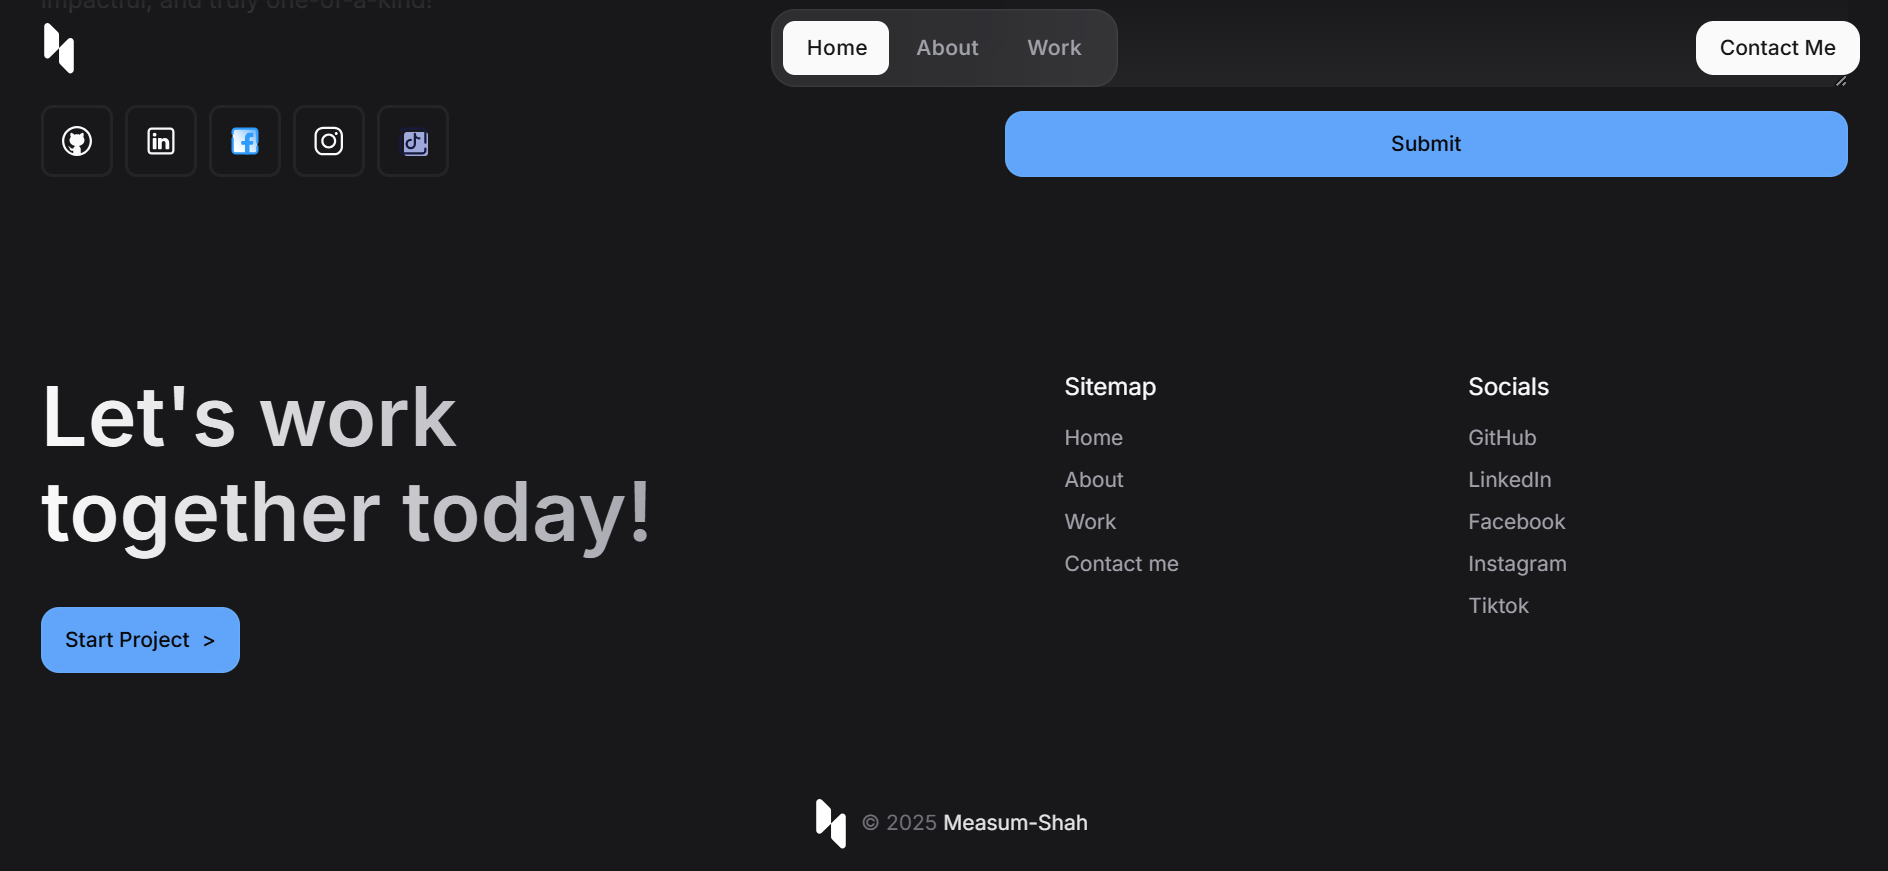 impactful, and truly one-of-a-kind!
Home About Work
Contact Me
Submit
Let's work
together today!
Start Project >
Sitemap
Home
About
Work
Contact me
Socials
GitHub
LinkedIn
Facebook
Instagram
Tiktok
© 2025 Measum-Shah